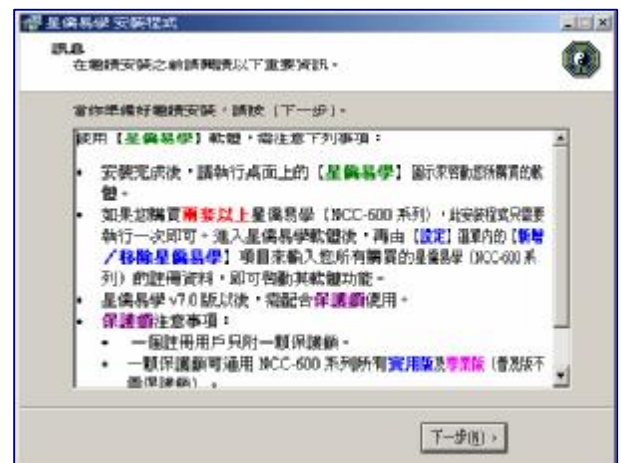 星僑易學 安裝程式
訊息
在繼續安裝之前請閱讀以下重要資訊。
當你準備好繼續安裝，請按［下一步］。
使用【星僑易學】軟體，需注意下列事項：
• 安裝完成後，請執行桌面上的【星僑易學】圖示來啓動您所購買的軟
體。
• 如果您購買兩套以上星僑易學（NCC-600 系列），此安裝程式只需要
執行一次即可。進入星僑易學軟體後，再由【設定】選單內的【新增
／移除星僑易學】項目來輸入您所有購買的星僑易學（NCC-600 系
列）的註冊資料，即可啓動其軟體功能。
• 星僑易學 v7.0 版以後，需配合保護鎖使用。
• 保護鎖注意事項：
• 一個註冊用戶只附一顆保護鎖。
• 一顆保護鎖可通用 NCC-600 系列所有實用版及專業版（普及版不
需保護鎖）。
下一步(N) >